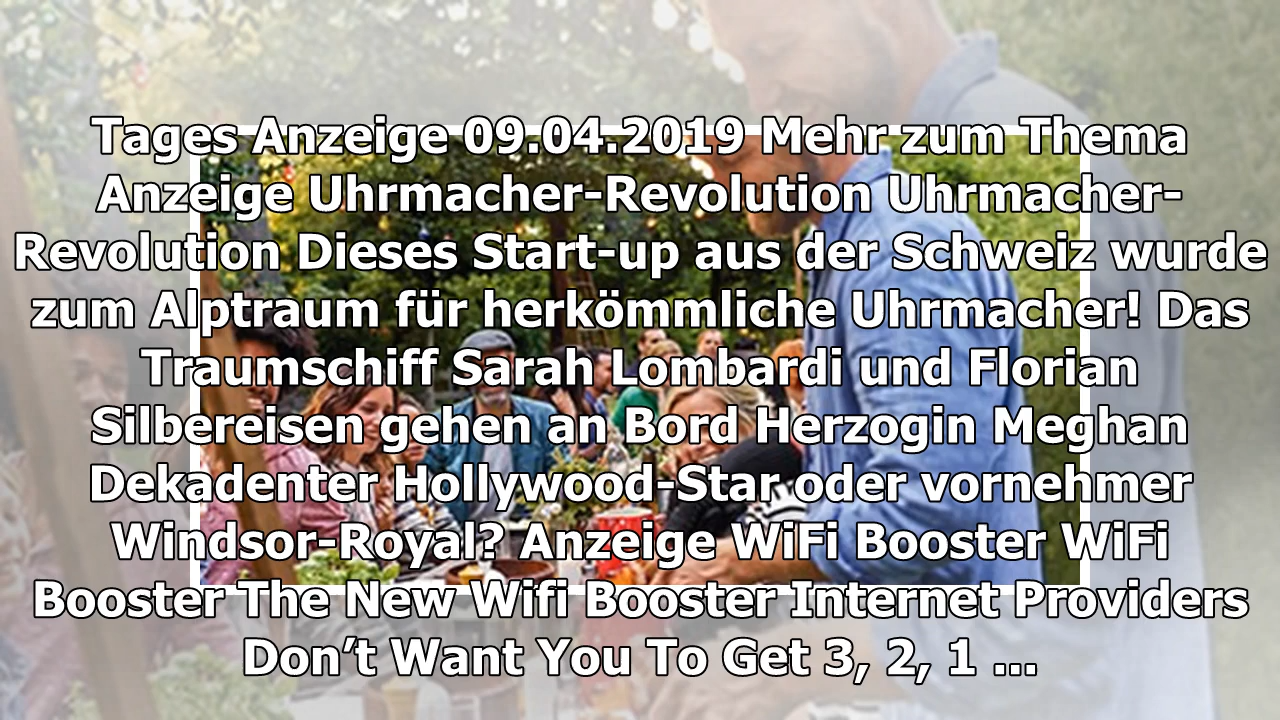 Tages Anzeige 09.04.2019 Mehr zum Thema
Anzeige Uhrmacher-Revolution Uhrmacher-
Revolution Dieses Start-up aus der Schweiz wurde
zum Alptraum für herkömmliche Uhrmacher! Das
Traumschiff Sarah Lombardi und Florian
Silbereisen gehen an Bord Herzogin Meghan
Dekadenter Hollywood-Star oder vornehmer
Windsor-Royal? Anzeige WiFi Booster WiFi
Booster The New Wifi Booster Internet Providers
Don’t Want You To Get 3, 2, 1 ...